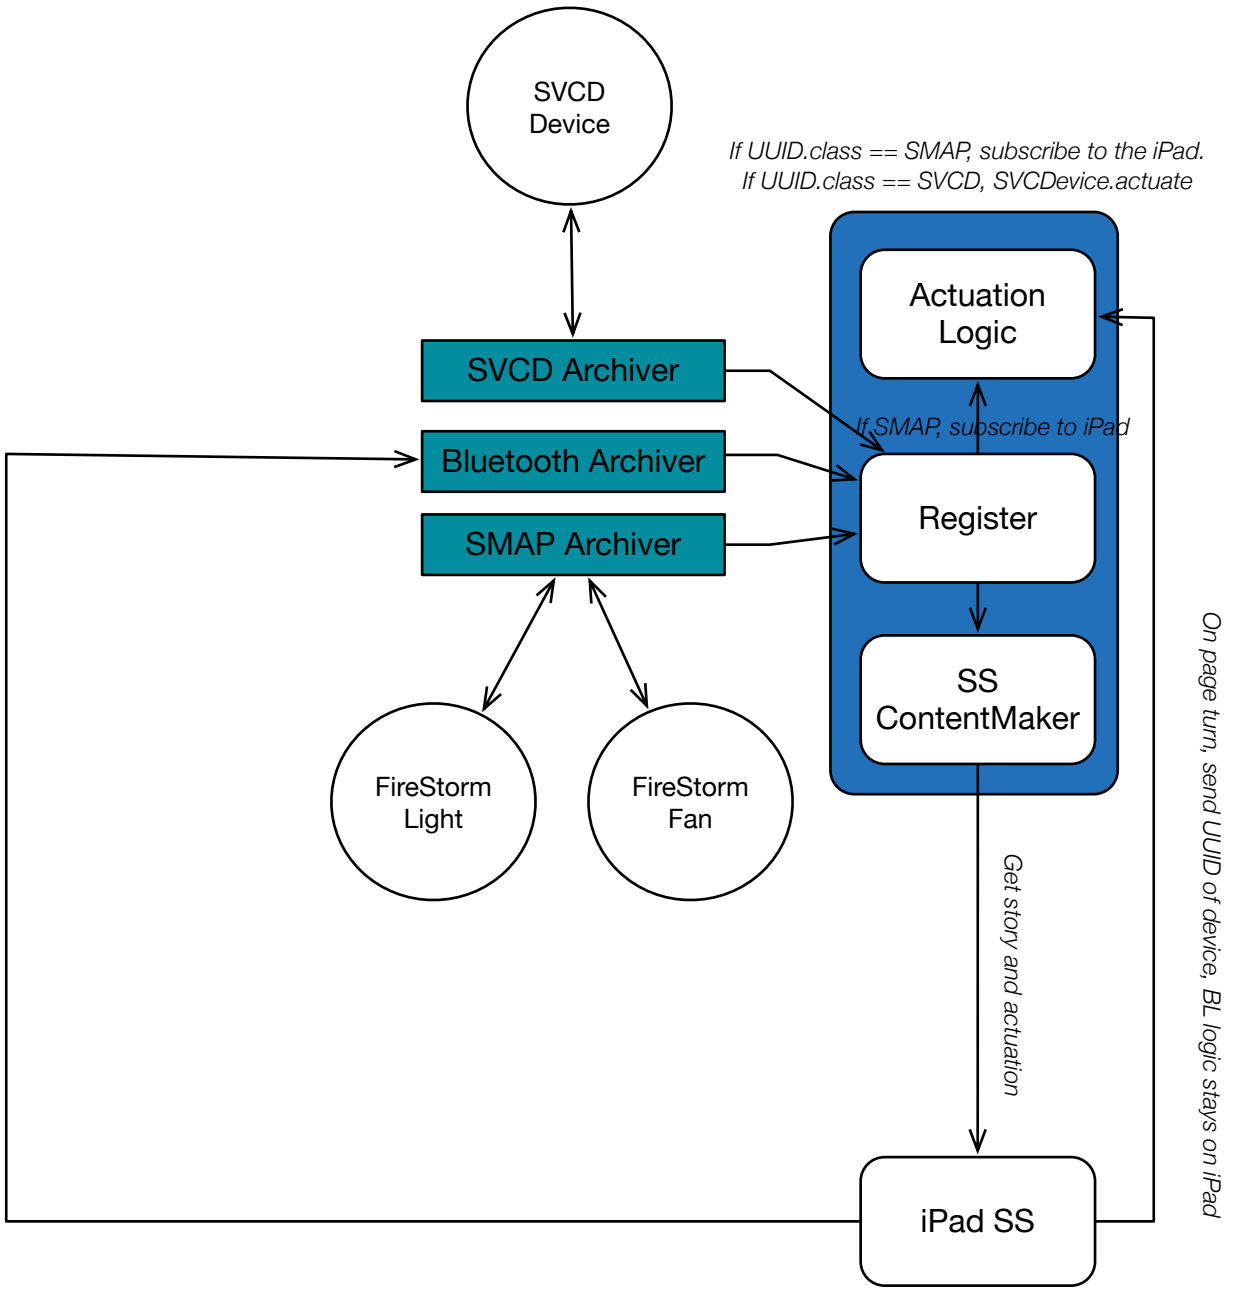 SVCD
Device
If UUID.class == SMAP, subscribe to the iPad.
If UUID.class == SVCD, SVCDevice.actuate
Actuation
Logic
SVCD Archiver
If SMAP, subscribe to iPad
Bluetooth Archiver
Register
SMAP Archiver
SS
ContentMaker
FireStorm
Light
FireStorm
Fan
On page turn, send UUID of device, BL logic stays on iPad
Get story and actuation
iPad SS